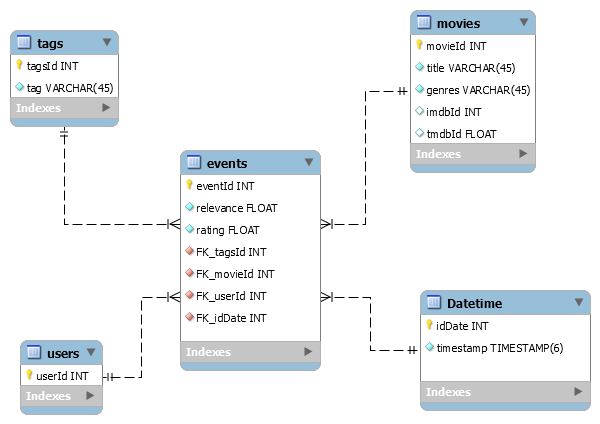 tags
tagsId INT
tag VARCHAR(45)
Indexes
movies
movieId INT
title VARCHAR(45)
genres VARCHAR(45)
imdbId INT
tmdbId FLOAT
Indexes
events
eventId INT
relevance FLOAT
rating FLOAT
FK_tagsId INT
FK_movieId INT
FK_userId INT
FK_idDate INT
Indexes
users
userId INT
Indexes
Datetime
idDate INT
timestamp TIMESTAMP(6)
Indexes